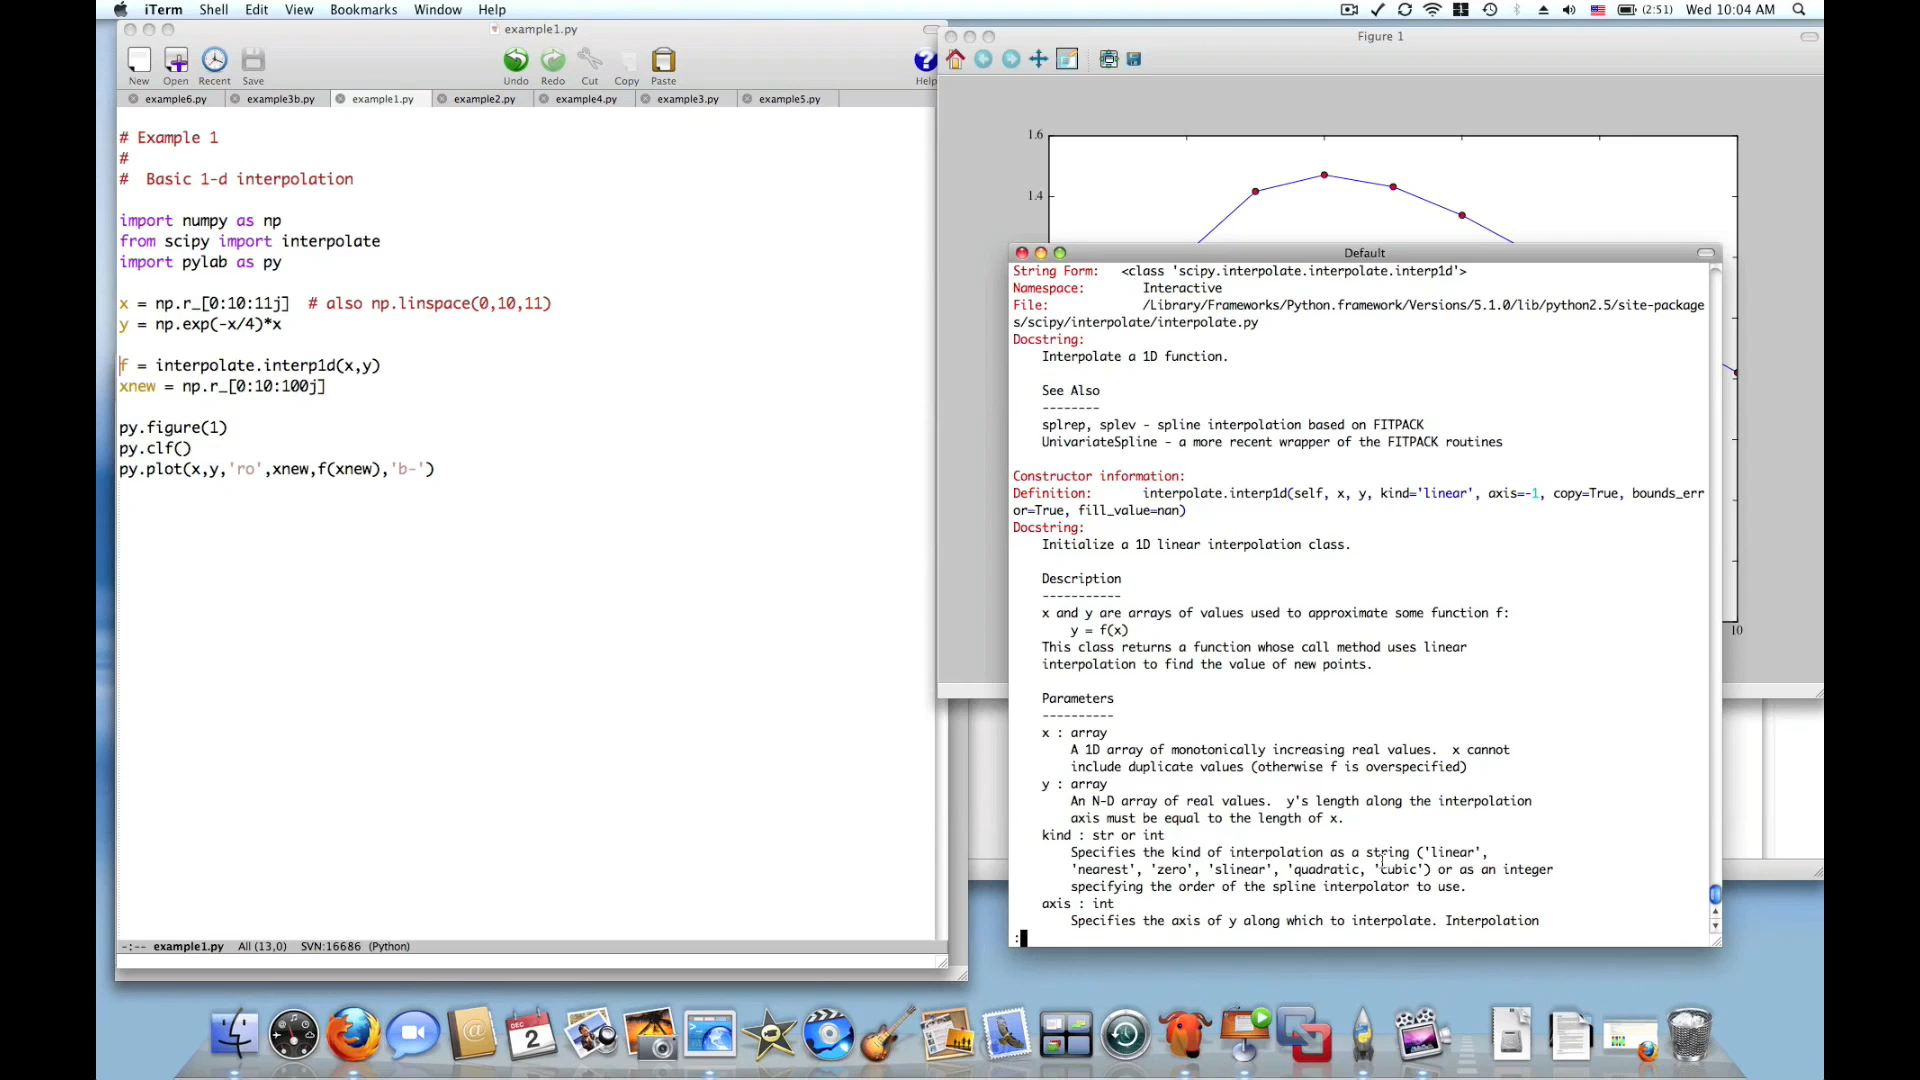 iTerm Shell Edit View Bookmarks Window Help
(2:51) Wed 10:04 AM
example1.py
New Open Recent Save Undo Redo Cut Copy Paste Help
example6.py example3b.py example1.py example2.py example4.py example3.py example5.py
# Example 1
#
# Basic 1-d interpolation
import numpy as np
from scipy import interpolate
import pylab as py
x = np.r_[0:10:11j] # also np.linspace(0,10,11)
y = np.exp(-x/4)*x
f = interpolate.interp1d(x,y)
xnew = np.r_[0:10:100j]
py.figure(1)
py.clf()
py.plot(x,y,'ro',xnew,f(xnew),'b-')
-:-- example1.py All (13,0) SVN:16686 (Python)
Figure 1
1.6
1.4
10
Default
String Form: <class 'scipy.interpolate.interpolate.interp1d'>
Namespace: Interactive
File: /Library/Frameworks/Python.framework/Versions/5.1.0/lib/python2.5/site-package
s/scipy/interpolate/interpolate.py
Docstring:
Interpolate a 1D function.
See Also
--------
splrep, splev - spline interpolation based on FITPACK
UnivariateSpline - a more recent wrapper of the FITPACK routines
Constructor information:
Definition: interpolate.interp1d(self, x, y, kind='linear', axis=-1, copy=True, bounds_err
or=True, fill_value=nan)
Docstring:
Initialize a 1D linear interpolation class.
Description
-----------
x and y are arrays of values used to approximate some function f:
y = f(x)
This class returns a function whose call method uses linear
interpolation to find the value of new points.
Parameters
----------
x : array
A 1D array of monotonically increasing real values. x cannot
include duplicate values (otherwise f is overspecified)
y : array
An N-D array of real values. y's length along the interpolation
axis must be equal to the length of x.
kind : str or int
Specifies the kind of interpolation as a string ('linear',
'nearest', 'zero', 'slinear', 'quadratic, 'cubic') or as an integer
specifying the order of the spline interpolator to use.
axis : int
Specifies the axis of y along which to interpolate. Interpolation
:
DEC
2